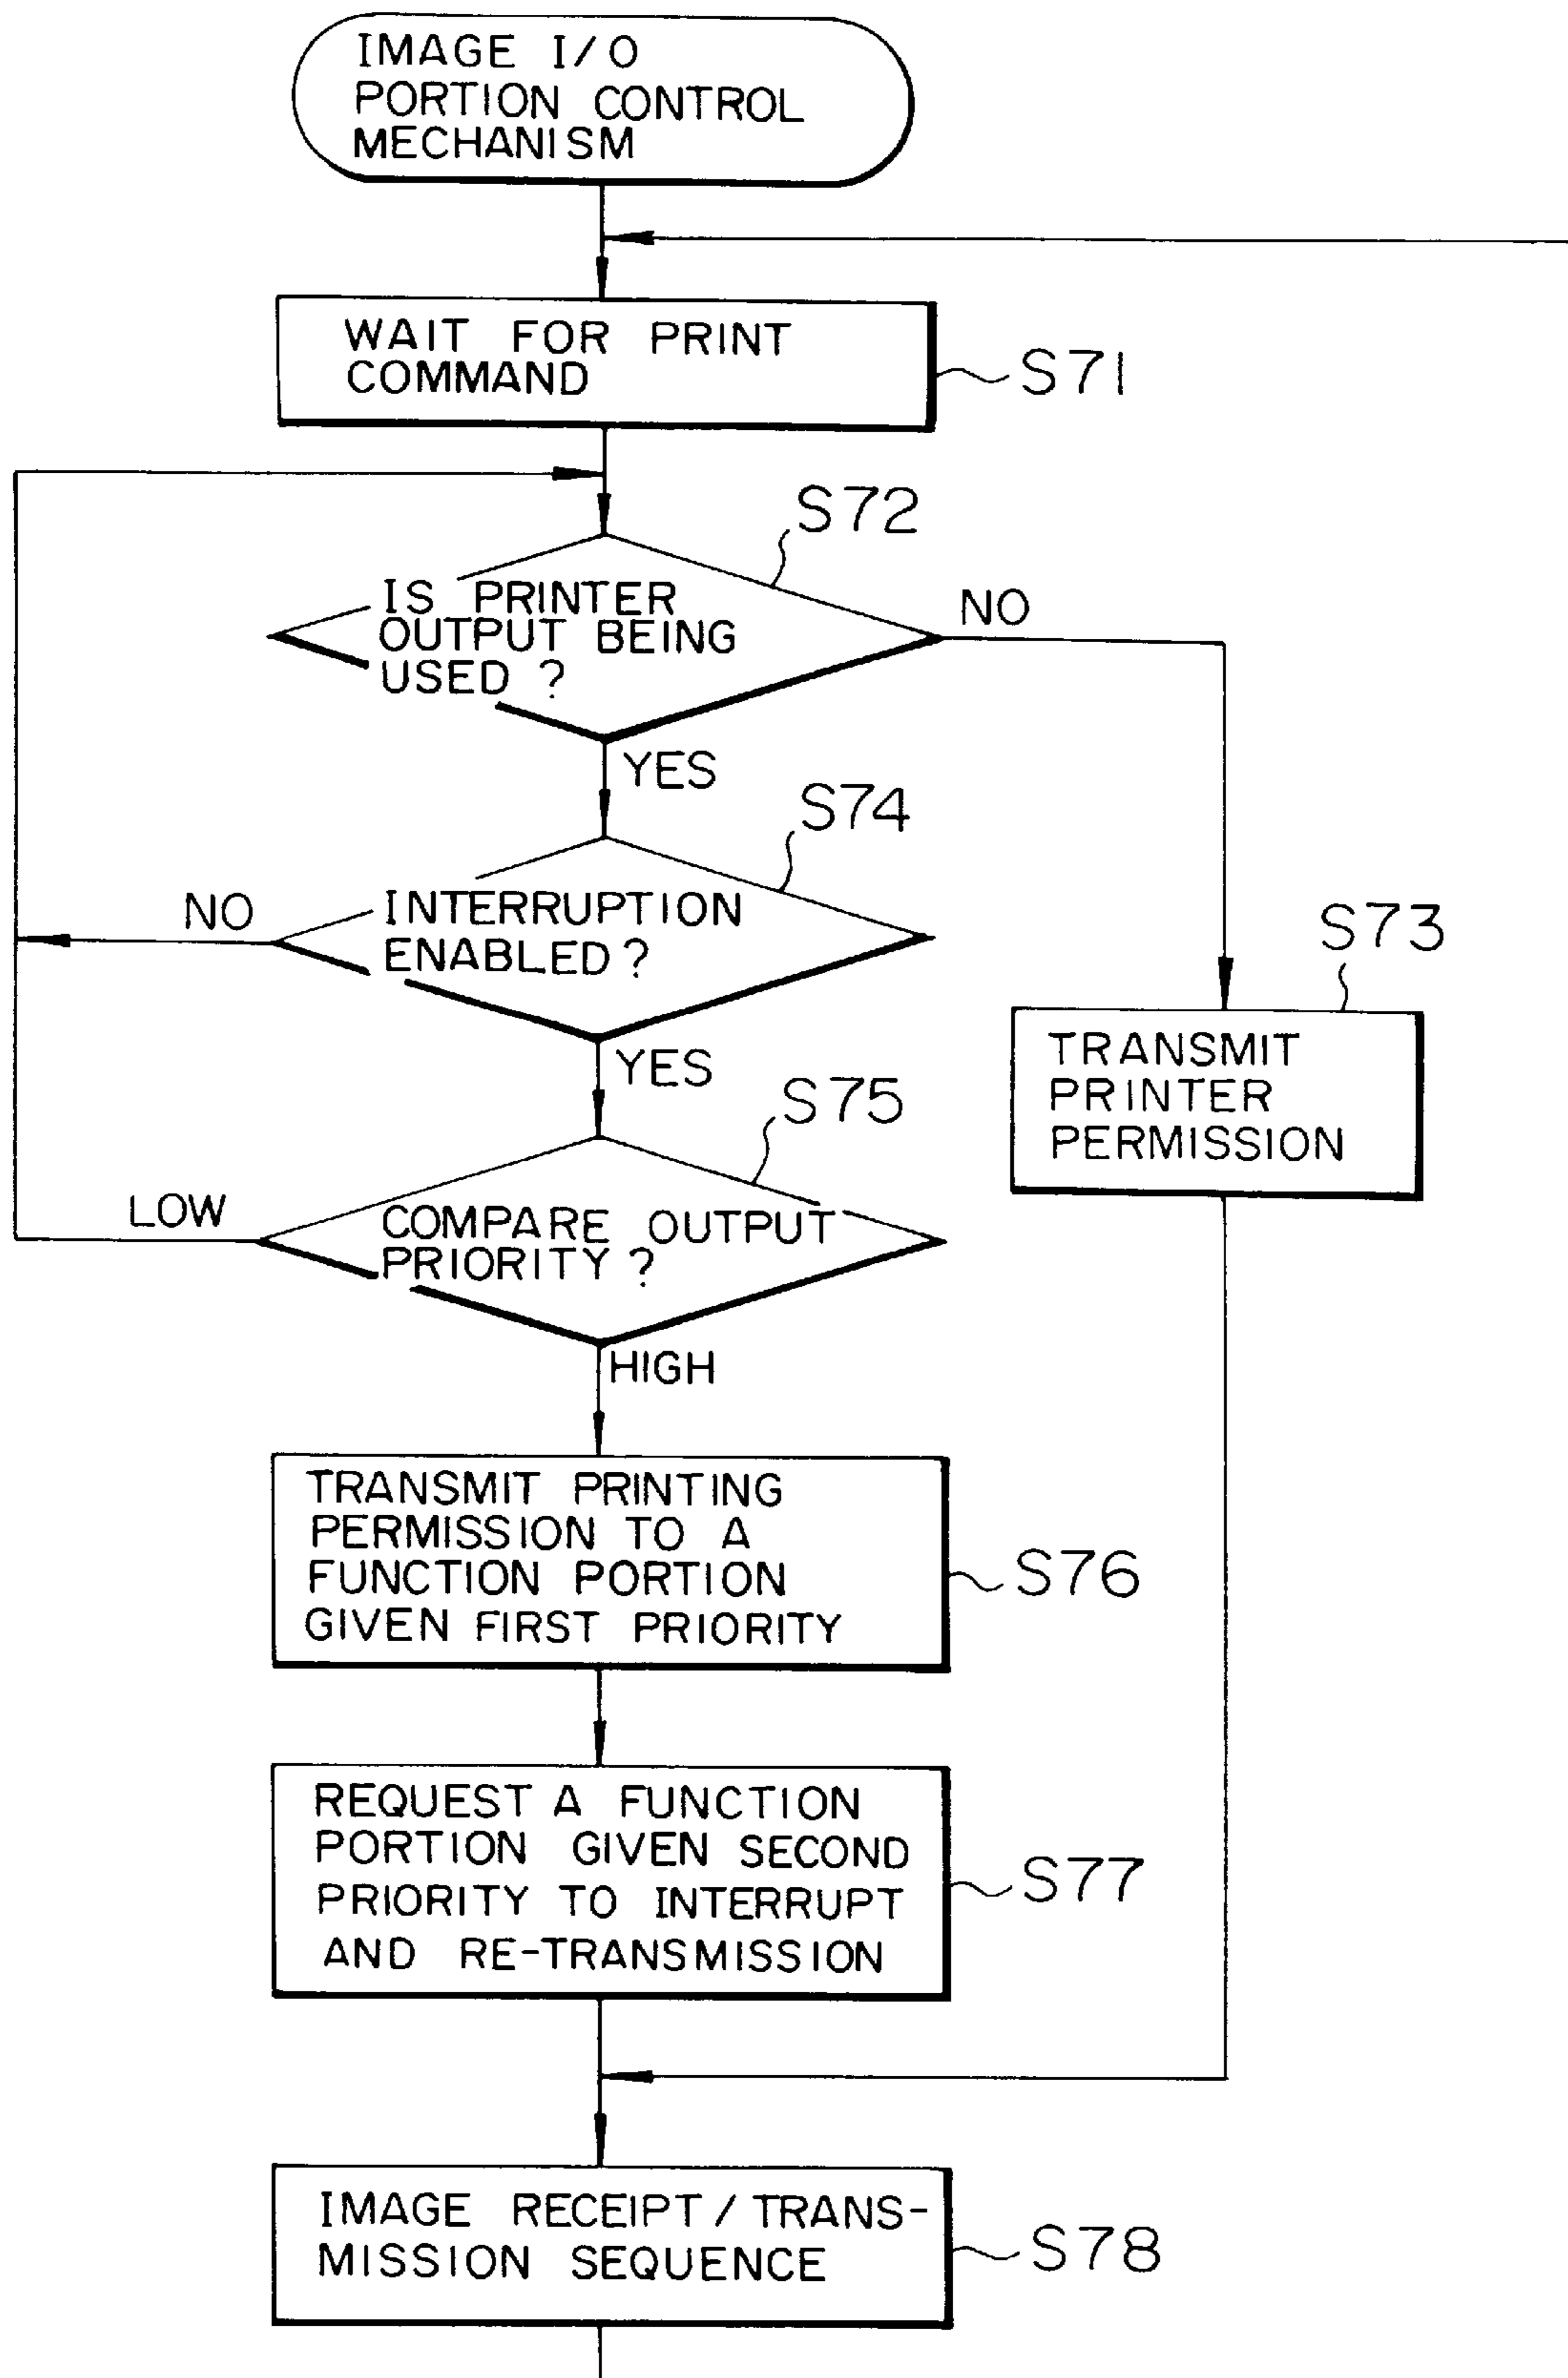 IMAGE I/O
PORTION CONTROL
MECHANISM
WAIT FOR PRINT
COMMAND
S71
S72
IS PRINTER
OUTPUT BEING
USED ?
NO
YES
S74
INTERRUPTION
ENABLED ?
NO
YES
S73
TRANSMIT
PRINTER
PERMISSION
S75
COMPARE OUTPUT
PRIORITY ?
LOW
HIGH
TRANSMIT PRINTING
PERMISSION TO A
FUNCTION PORTION
GIVEN FIRST PRIORITY
S76
REQUEST A FUNCTION
PORTION GIVEN SECOND
PRIORITY TO INTERRUPT
AND RE-TRANSMISSION
S77
IMAGE RECEIPT / TRANS-
MISSION SEQUENCE
S78